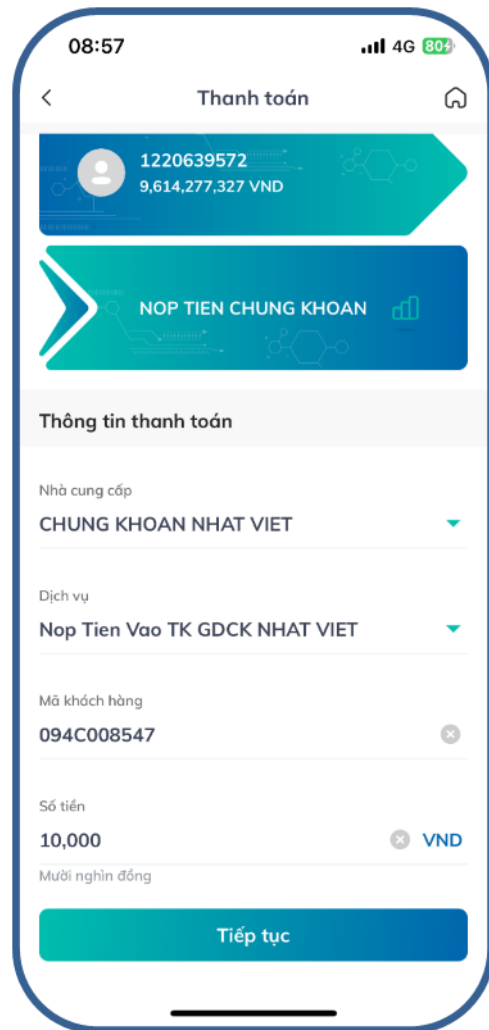 08:57
4G 80
Thanh toán
1220639572
9,614,277,327 VND
NOP TIEN CHUNG KHOAN
Thông tin thanh toán
Nhà cung cấp
CHUNG KHOAN NHAT VIET
Dịch vụ
Nop Tien Vao TK GDCK NHAT VIET
Mã khách hàng
094C008547
Số tiền
10,000 VND
Mười nghìn đồng
Tiếp tục